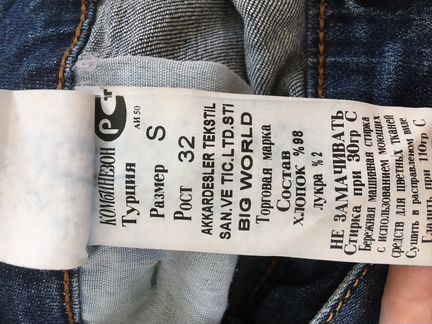 КОМБИНЕЗОН
АИ 50
Турция
Размер S
Рост 32
AKKARDESLER TEKSTIL
SAN.VE TIC.LTD.STI
BIG WORLD
Торговая марка
Состав
хлопок %98
лукра %2
НЕ ЗАМАЧИВАТЬ
Стирка при 30гр С
Бережная машинная стирка
с использованием моющих
средств для цветных тканей
Сушить в расправленом виде
Гладить при 110гр С